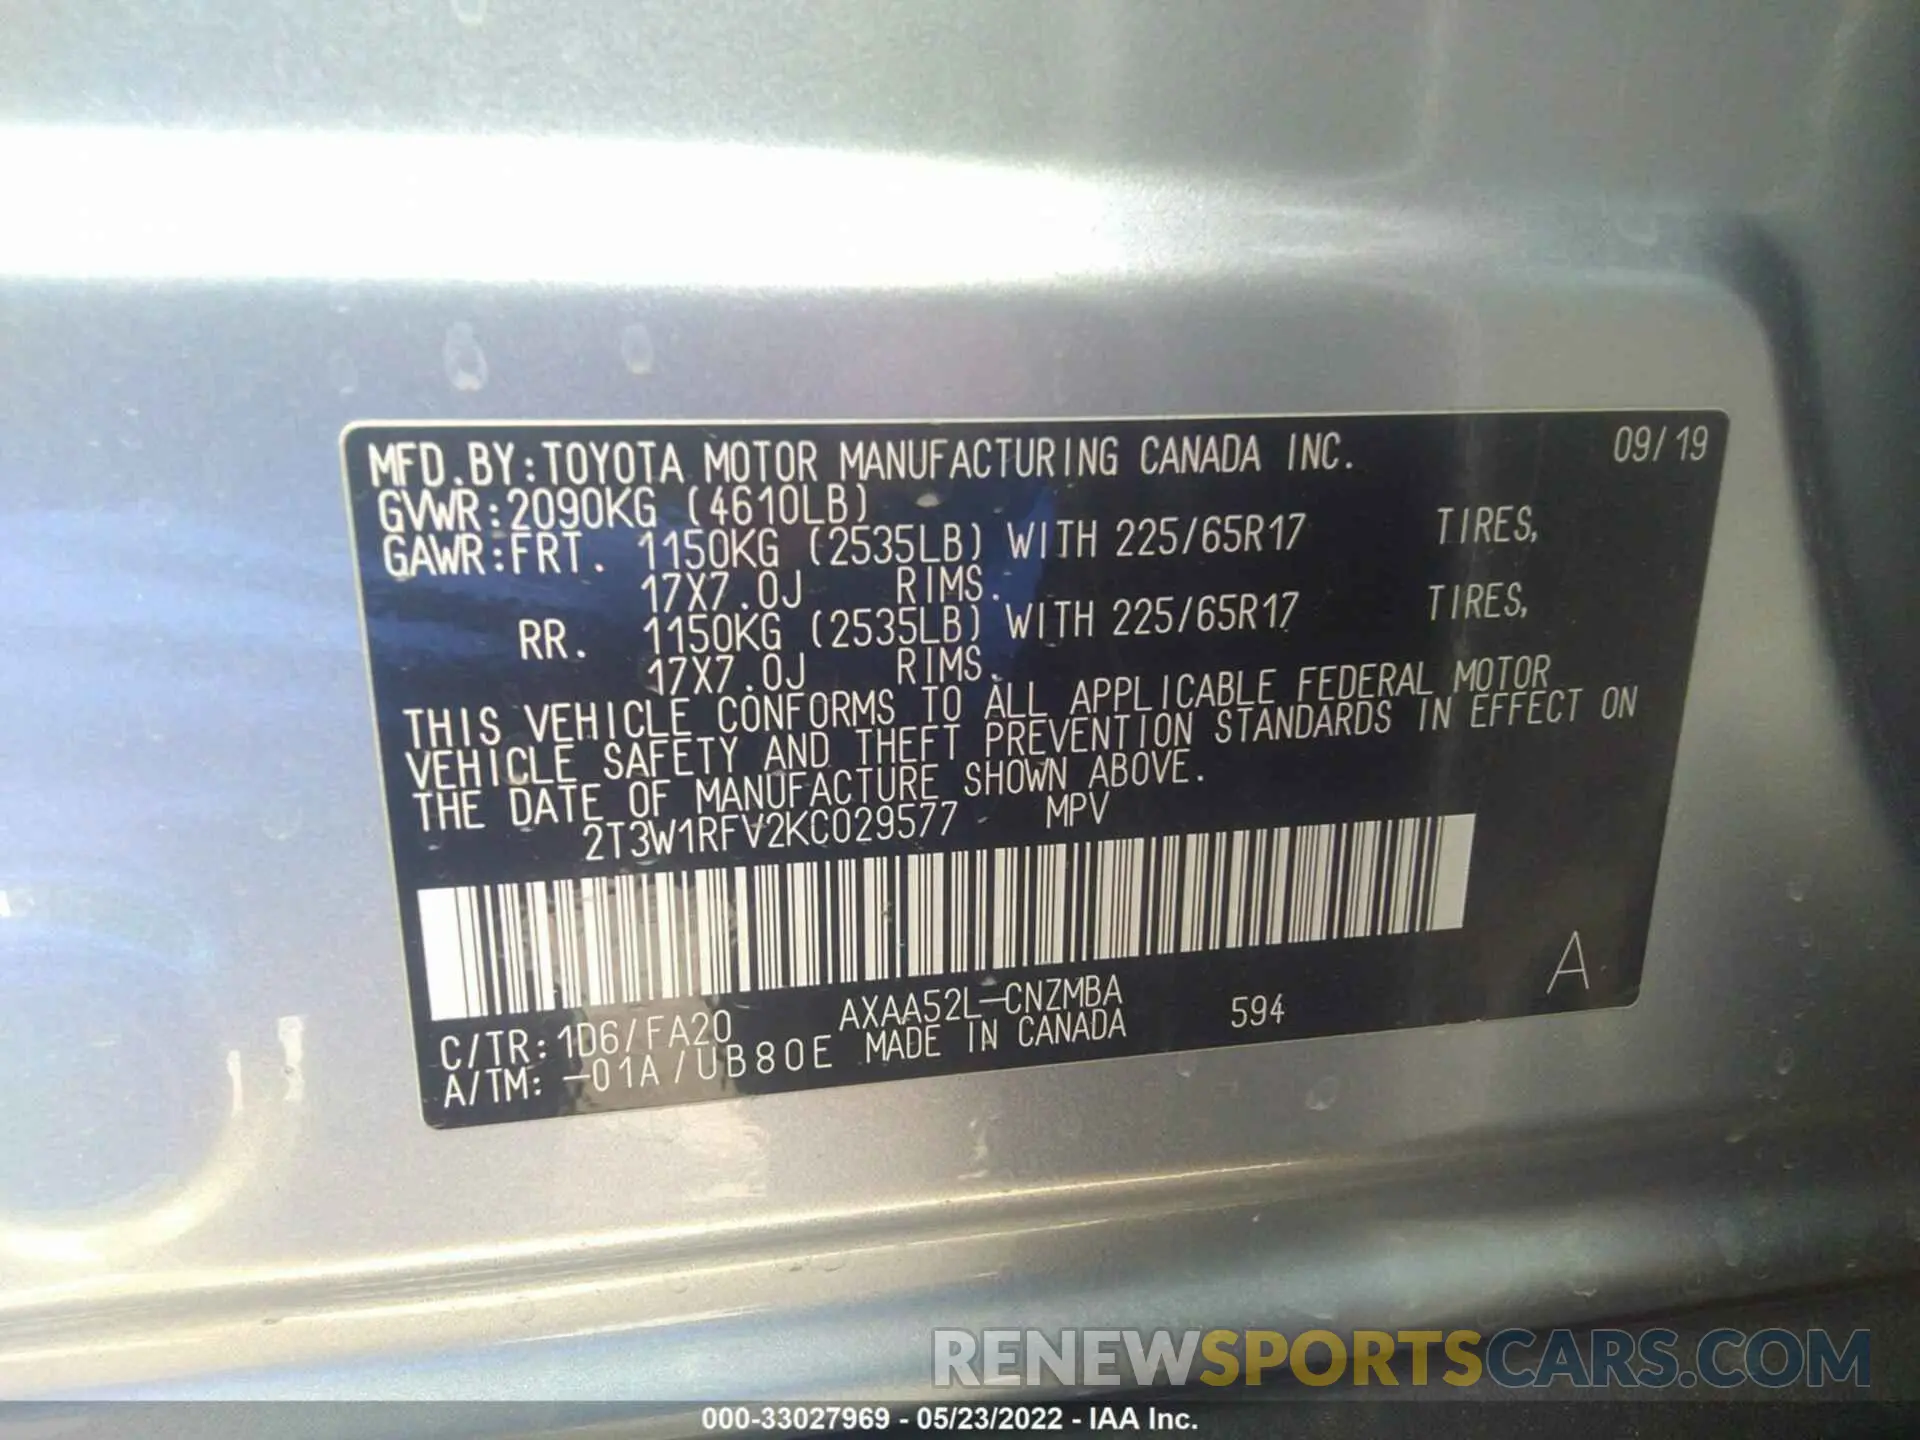 MFD.BY:TOYOTA MOTOR MANUFACTURING CANADA INC. 09/19
GVWR:2090KG (4610LB)
GAWR:FRT. 1150KG (2535LB) WITH 225/65R17 TIRES,
17X7.0J RIMS.
RR. 1150KG (2535LB) WITH 225/65R17 TIRES,
17X7.0J RIMS.
THIS VEHICLE CONFORMS TO ALL APPLICABLE FEDERAL MOTOR
VEHICLE SAFETY AND THEFT PREVENTION STANDARDS IN EFFECT ON
THE DATE OF MANUFACTURE SHOWN ABOVE.
2T3W1RFV2KC029577 MPV
A
C/TR:1D6/FA20 AXAA52L-CNZMBA 594
A/TM:-01A/UB80E MADE IN CANADA
RENEWSPORTSCARS.COM
000-33027969 - 05/23/2022 - IAA Inc.